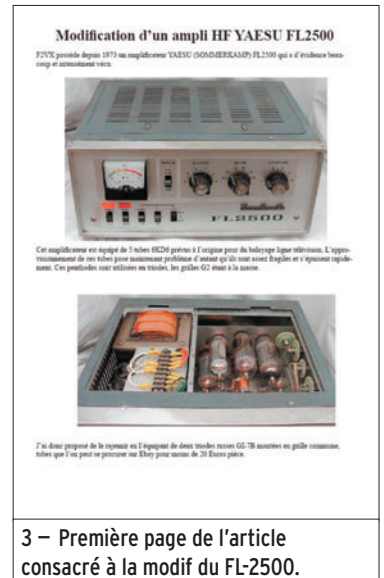 Modification d'un ampli HF YAESU FL2500
F2VX possède depuis 1973 un amplificateur YAESU (SOMMERKAMP) FL2500 qui a d'évidence beau-
coup et intensément vécu.
FL2500
Cet amplificateur est équipé de 5 tubes 6KD6 prévus à l'origine pour du balayage ligne télévision. L'appro-
visionnement de ces tubes pose maintenant problème d'autant qu'ils sont assez fragiles et s'épuisent rapide-
ment. Ces penthodes sont utilisées en triodes, les grilles G2 étant à la masse.
J'ai donc proposé de le rajeunir en l'équipant de deux triodes russes GI-7B montées en grille commune,
tubes que l'on peut se procurer sur Ebay pour moins de 20 Euros pièce.
3 – Première page de l'article
consacré à la modif du FL-2500.